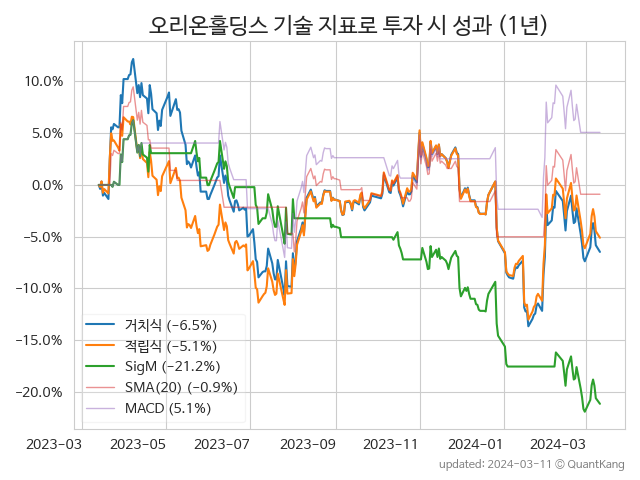 오리온홀딩스 기술 지표로 투자 시 성과 (1년)
10.0%
5.0%
0.0%
−5.0%
−10.0%
−15.0%
−20.0%
거치식 (−6.5%)
적립식 (−5.1%)
SigM (−21.2%)
SMA(20) (−0.9%)
MACD (5.1%)
2023-03 2023-05 2023-07 2023-09 2023-11 2024-01 2024-03
updated: 2024-03-11 © QuantKang